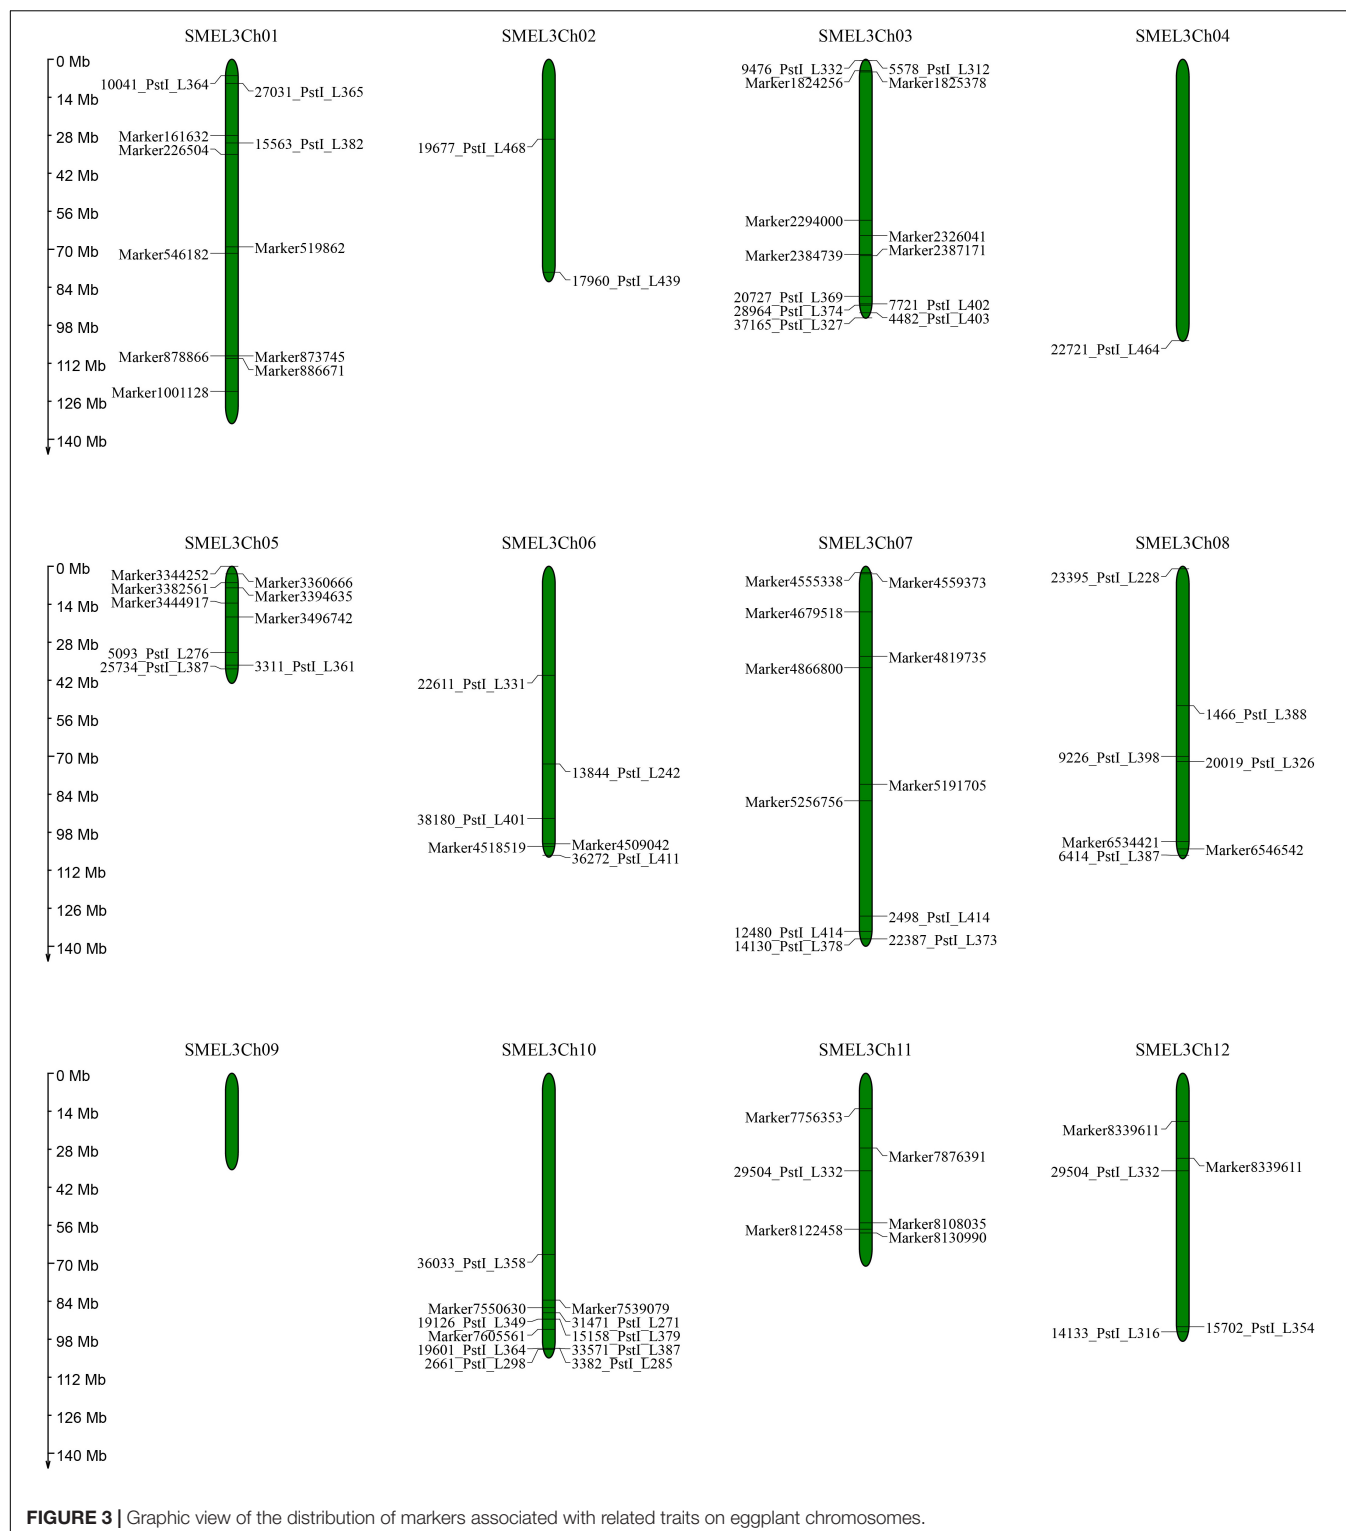 SMEL3Ch01
SMEL3Ch02
SMEL3Ch03
SMEL3Ch04
0 Mb
14 Mb
28 Mb
42 Mb
56 Mb
70 Mb
84 Mb
98 Mb
112 Mb
126 Mb
140 Mb
10041_PstI_L364
27031_PstI_L365
Marker161632
15563_PstI_L382
Marker226504
Marker519862
Marker546182
Marker878866
Marker873745
Marker886671
Marker1001128
19677_PstI_L468
17960_PstI_L439
9476_PstI_L332
5578_PstI_L312
Marker1824256
Marker1825378
Marker2294000
Marker2326041
Marker2384739
Marker2387171
20727_PstI_L369
7721_PstI_L402
28964_PstI_L374
4482_PstI_L403
37165_PstI_L327
22721_PstI_L464
SMEL3Ch05
SMEL3Ch06
SMEL3Ch07
SMEL3Ch08
0 Mb
14 Mb
28 Mb
42 Mb
56 Mb
70 Mb
84 Mb
98 Mb
112 Mb
126 Mb
140 Mb
Marker3344252
Marker3360666
Marker3382561
Marker3394635
Marker3444917
Marker3496742
5093_PstI_L276
25734_PstI_L387
3311_PstI_L361
22611_PstI_L331
13844_PstI_L242
38180_PstI_L401
Marker4509042
Marker4518519
36272_PstI_L411
Marker4555338
Marker4559373
Marker4679518
Marker4819735
Marker4866800
Marker5191705
Marker5256756
2498_PstI_L414
12480_PstI_L414
22387_PstI_L373
14130_PstI_L378
23395_PstI_L228
1466_PstI_L388
9226_PstI_L398
20019_PstI_L326
Marker6534421
Marker6546542
6414_PstI_L387
SMEL3Ch09
SMEL3Ch10
SMEL3Ch11
SMEL3Ch12
0 Mb
14 Mb
28 Mb
42 Mb
56 Mb
70 Mb
84 Mb
98 Mb
112 Mb
126 Mb
140 Mb
36033_PstI_L358
Marker7550630
Marker7539079
19126_PstI_L349
31471_PstI_L271
Marker7605561
15158_PstI_L379
19601_PstI_L364
33571_PstI_L387
2661_PstI_L298
3382_PstI_L285
Marker7756353
Marker7876391
29504_PstI_L332
Marker8108035
Marker8122458
Marker8130990
Marker8339611
Marker8339611
29504_PstI_L332
15702_PstI_L354
14133_PstI_L316
FIGURE 3 | Graphic view of the distribution of markers associated with related traits on eggplant chromosomes.